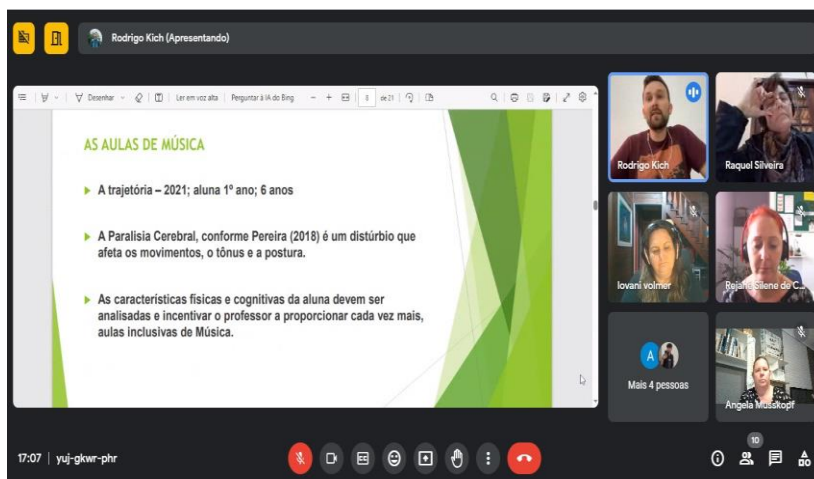 Rodrigo Kich (Apresentando)
Desenhar
Ler em voz alta
Perguntar à IA do Bing
de 21
AS AULAS DE MÚSICA
A trajetória – 2021; aluna 1º ano; 6 anos
A Paralisia Cerebral, conforme Pereira (2018) é um distúrbio que
afeta os movimentos, o tônus e a postura.
As características físicas e cognitivas da aluna devem ser
analisadas e incentivar o professor a proporcionar cada vez mais,
aulas inclusivas de Música.
Rodrigo Kich
Raquel Silveira
Iovani volmer
Rejane Silene de C...
A
Mais 4 pessoas
Angela Musskopf
17:07 | yuj-gkwr-phr
10